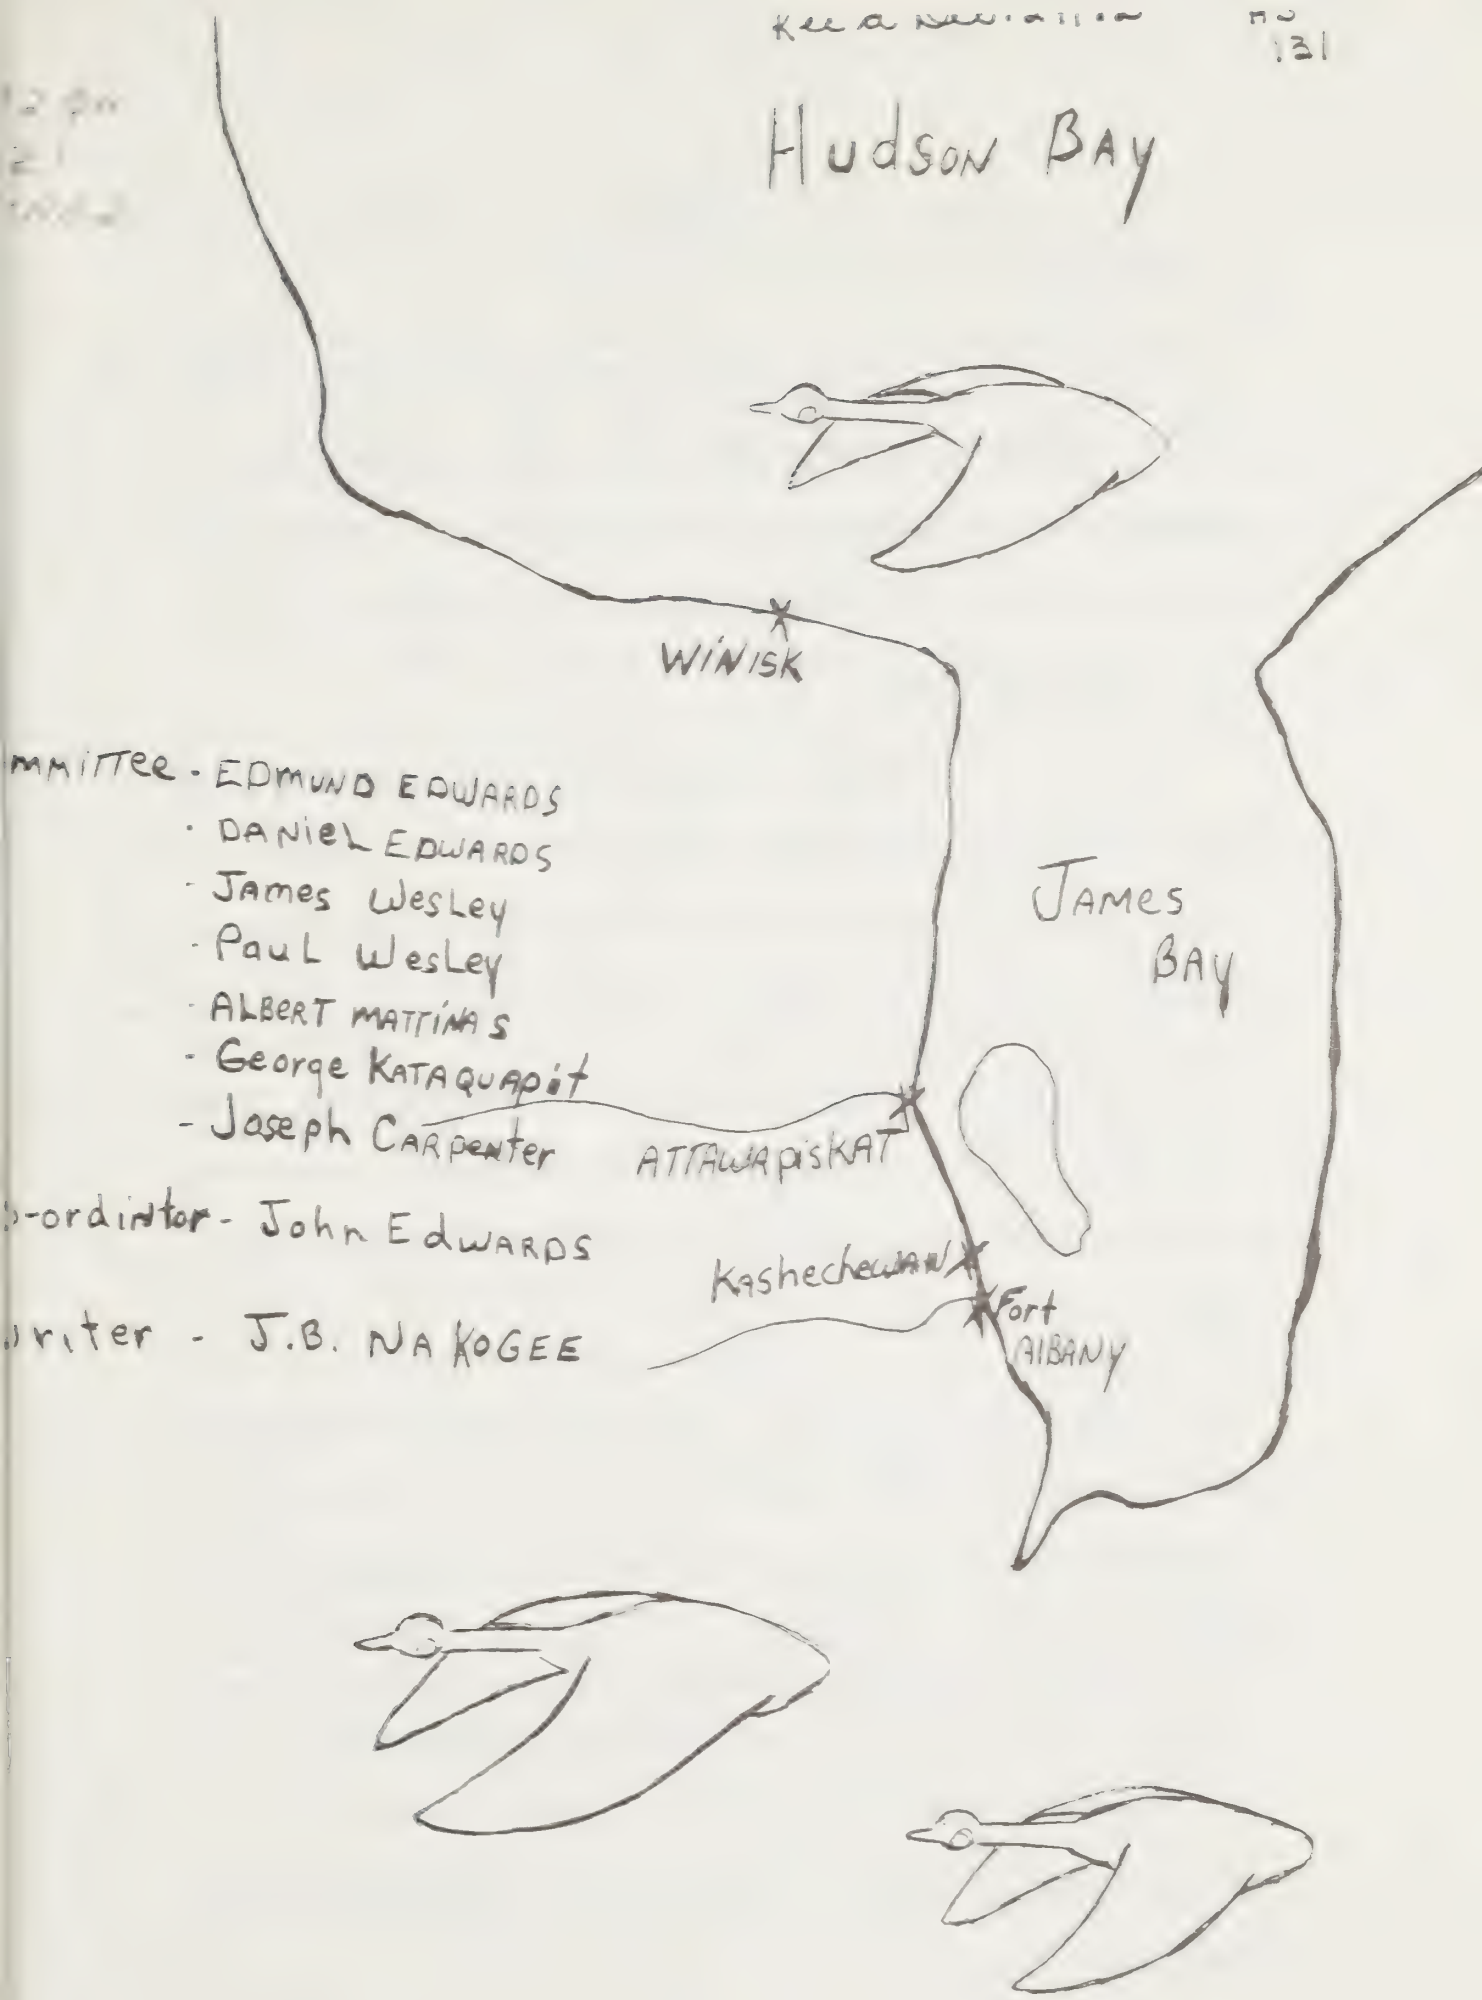 131
Hudson BAY
WINISK
mmiTTee - EDMUND EDWARDS
- DANIEL EDWARDS
- JAMES WesLey
- PauL WesLey
- ALBERT MATTINAS
- George KATAQUAPit
- Joseph CARpenter
JAMES
BAY
ATTAWAPISKAT
o-ordintor - John EdWARDS
KAshecheWAN
Fort
AlBANY
writer - J.B. NAKOGEE